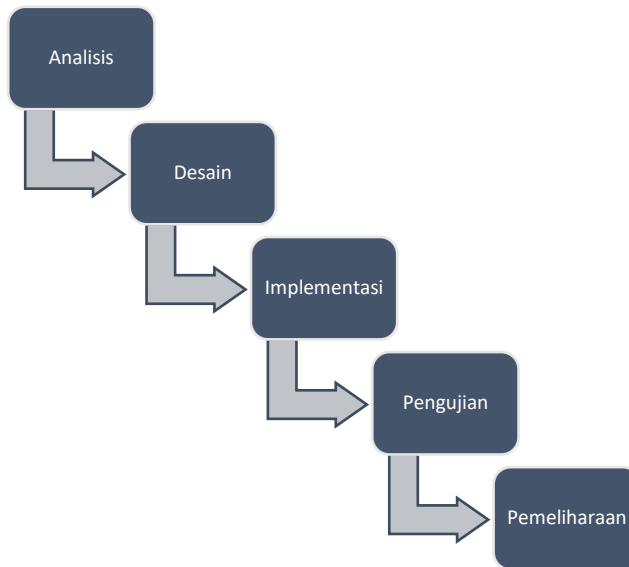 Analisis
Desain
Implementasi
Pengujian
Pemeliharaan